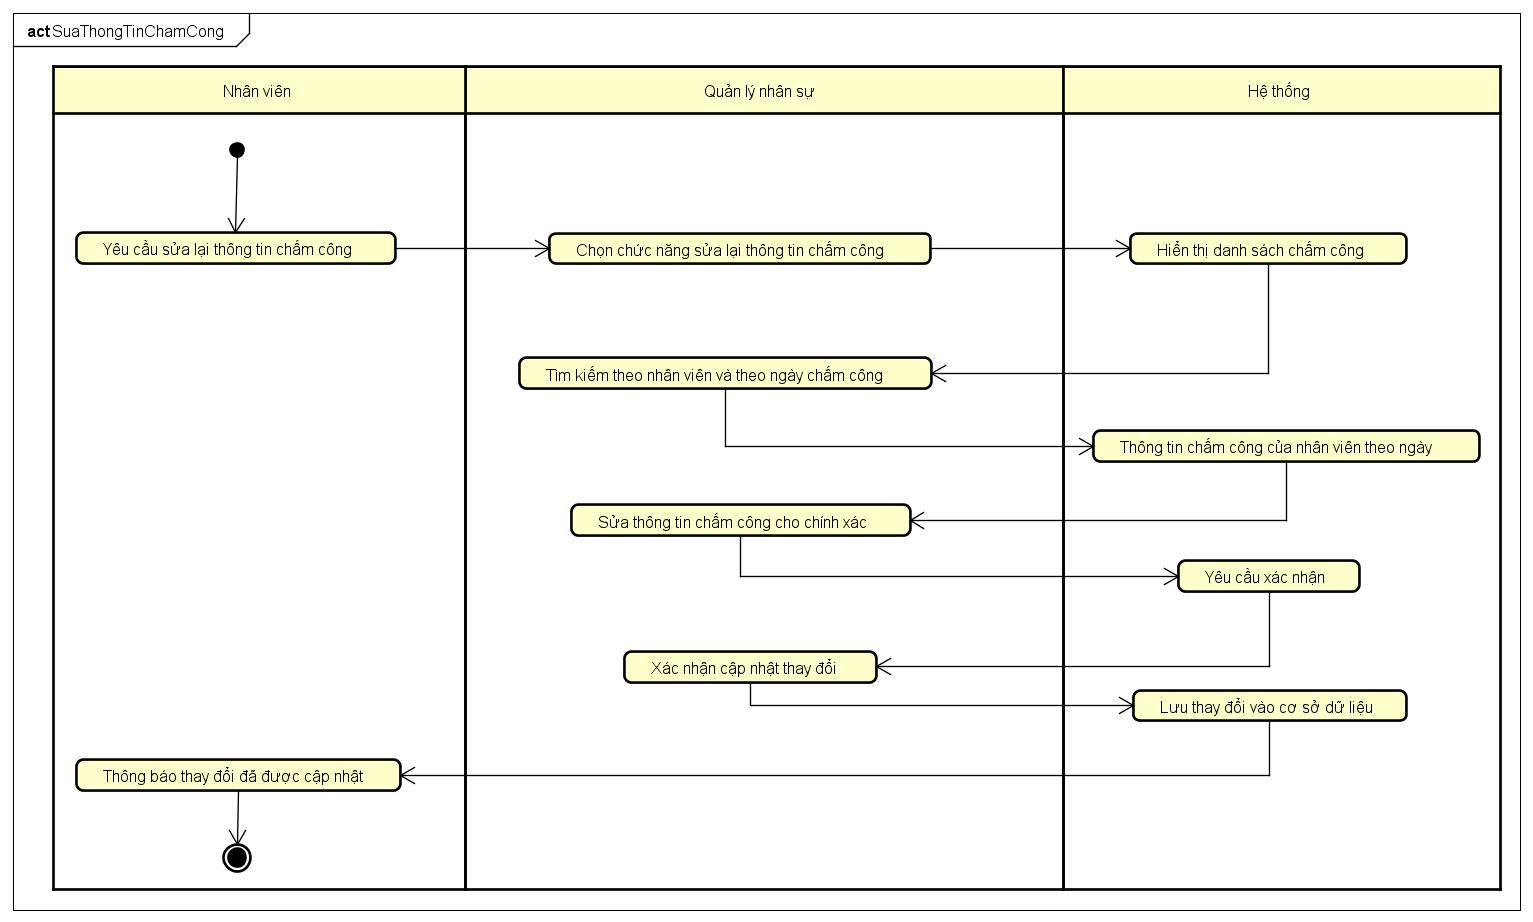 act SuaThongTinChamCong
Nhân viên
Quản lý nhân sự
Hệ thống
Yêu cầu sửa lại thông tin chấm công
Chọn chức năng sửa lại thông tin chấm công
Hiển thị danh sách chấm công
Tìm kiếm theo nhân viên và theo ngày chấm công
Thông tin chấm công của nhân viên theo ngày
Sửa thông tin chấm công cho chính xác
Yêu cầu xác nhận
Xác nhận cập nhật thay đổi
Lưu thay đổi vào cơ sở dữ liệu
Thông báo thay đổi đã được cập nhật